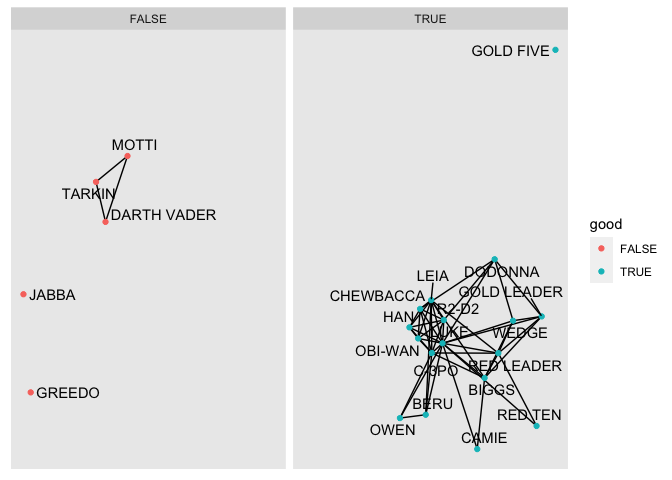 FALSE
TRUE
GOLD FIVE
MOTTI
TARKIN
DARTH VADER
JABBA
GREEDO
LEIA
DODONNA
CHEWBACCA
GOLD LEADER
HAN
R2-D2
LUKE
WEDGE
OBI-WAN
C-3PO
RED LEADER
BIGGS
BERU
RED TEN
OWEN
CAMIE
good
FALSE
TRUE